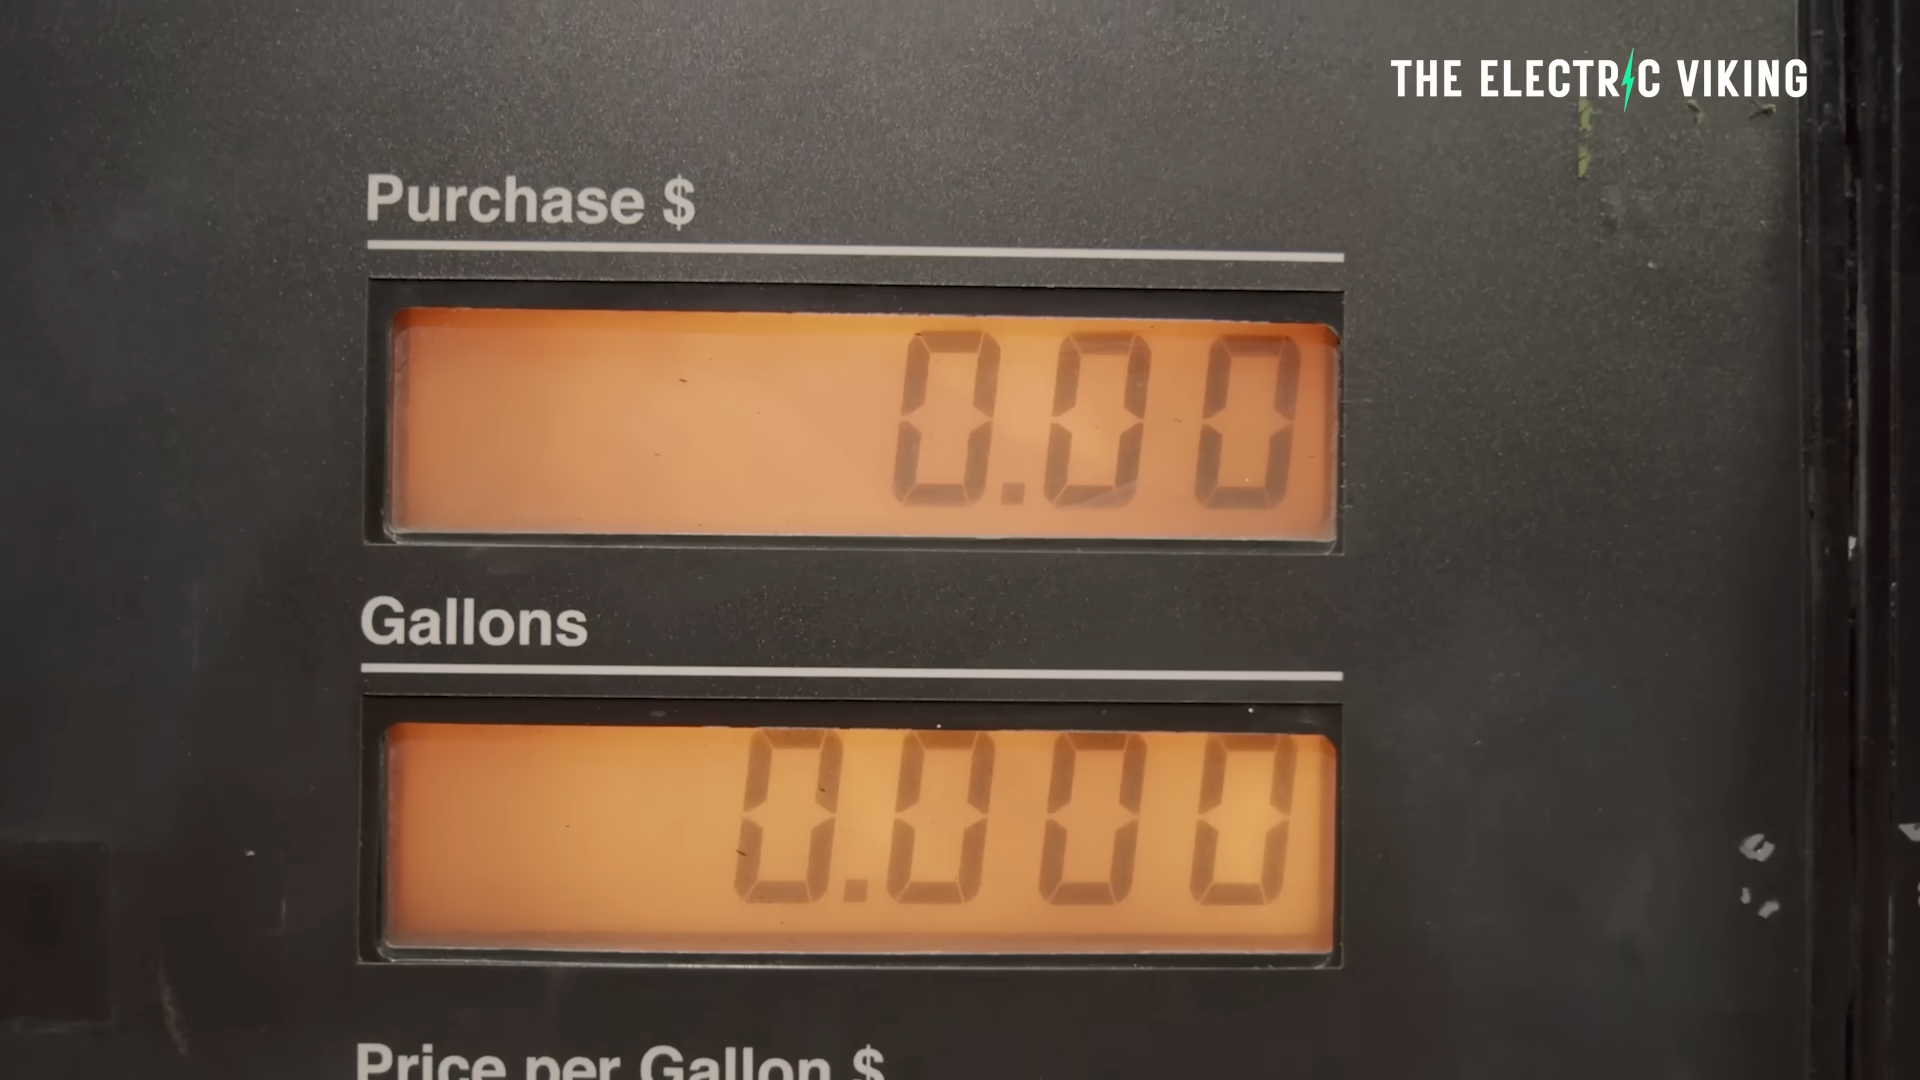 THE ELECTRIC VIKING
Purchase $
0.00
Gallons
0.000
Price per Gallon $